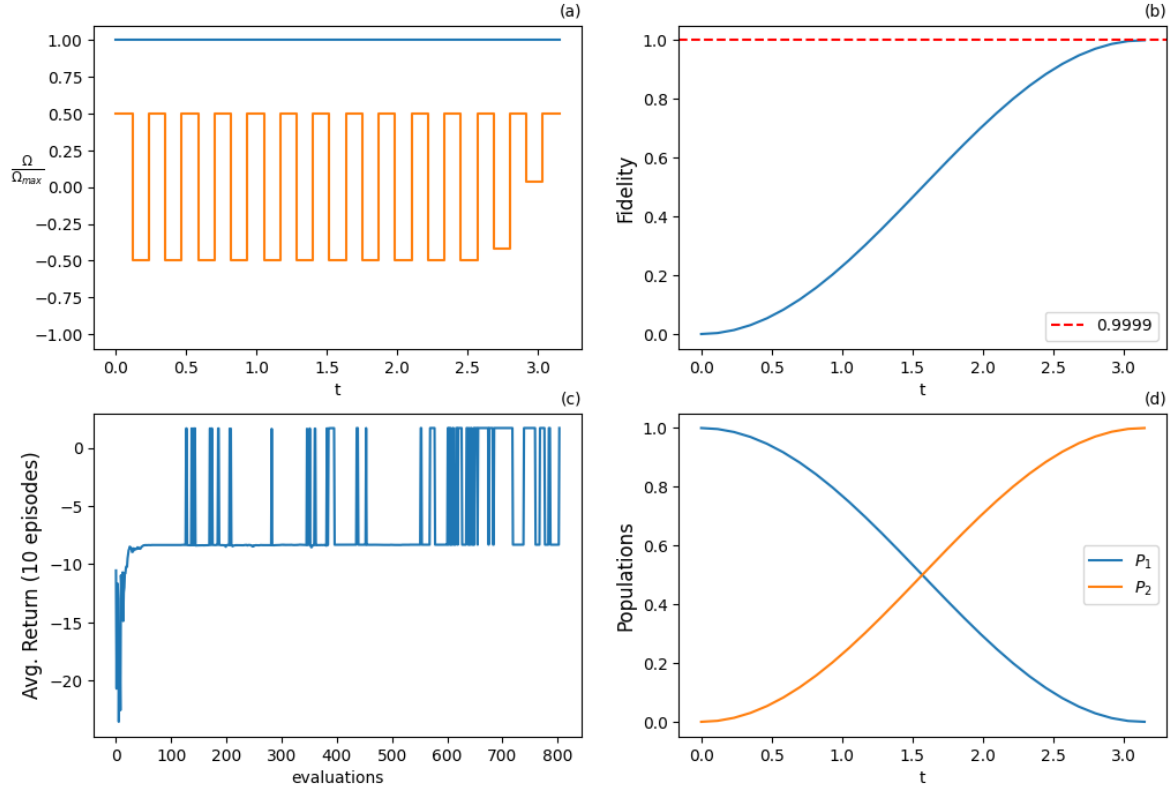 (a)
1.00
0.75
0.50
0.25
0.00
−0.25
−0.50
−0.75
−1.00
Ω
Ωmax
0.0 0.5 1.0 1.5 2.0 2.5 3.0
t
(b)
1.0
0.8
0.6
0.4
0.2
0.0
Fidelity
0.9999
0.0 0.5 1.0 1.5 2.0 2.5 3.0
t
(c)
0
−5
−10
−15
−20
Avg. Return (10 episodes)
0 100 200 300 400 500 600 700 800
evaluations
(d)
1.0
0.8
0.6
0.4
0.2
0.0
Populations
P1
P2
0.0 0.5 1.0 1.5 2.0 2.5 3.0
t